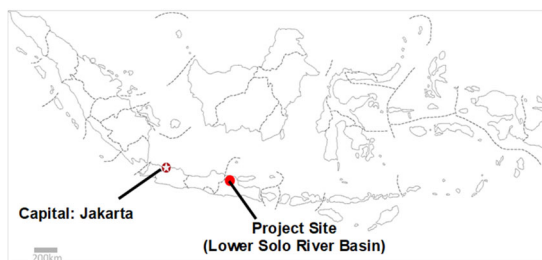 Capital: Jakarta
Project Site
(Lower Solo River Basin)
200km